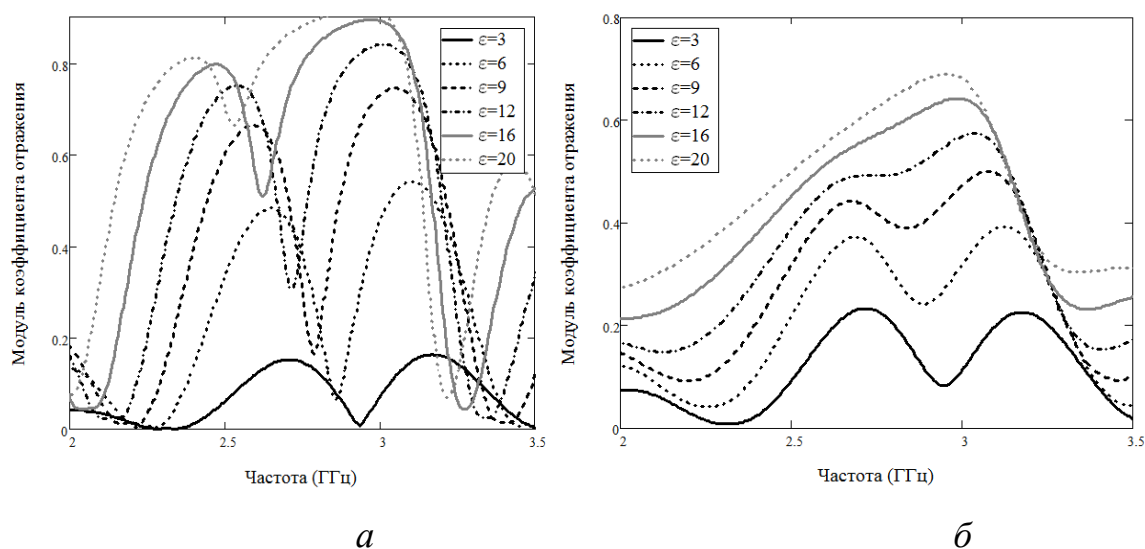 Модуль коэффициента отражения
0.8
0.6
0.4
0.2
0
2
2.5
3
3.5
ε=3
ε=6
ε=9
ε=12
ε=16
ε=20
Частота (ГГц)
а
Модуль коэффициента отражения
0.8
0.6
0.4
0.2
0
2
2.5
3
3.5
ε=3
ε=6
ε=9
ε=12
ε=16
ε=20
Частота (ГГц)
б